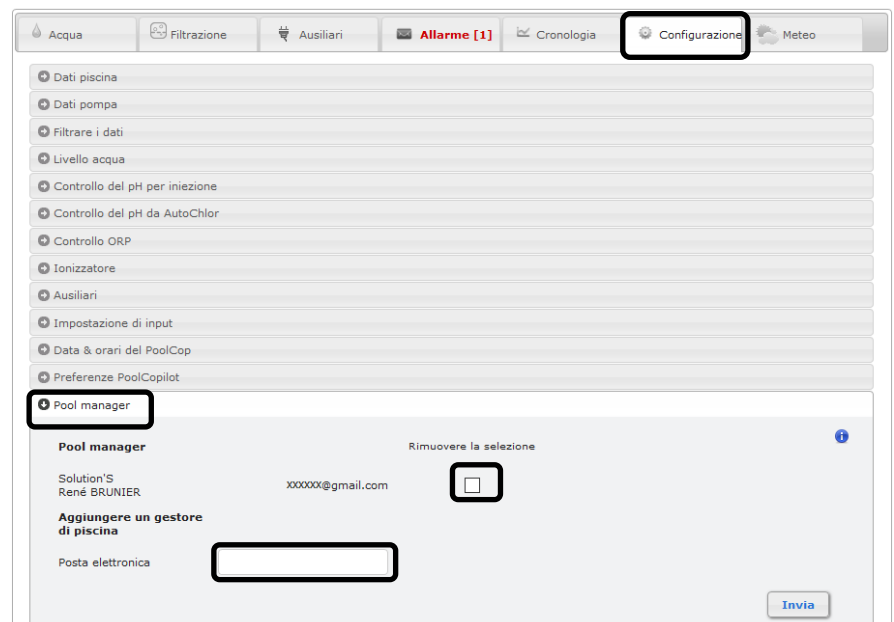 Acqua Filtrazione Ausiliari Allarme [1] Cronologia Configurazione Meteo
Dati piscina
Dati pompa
Filtrare i dati
Livello acqua
Controllo del pH per iniezione
Controllo del pH da AutoChlor
Controllo ORP
Ionizzatore
Ausiliari
Impostazione di input
Data & orari del PoolCop
Preferenze PoolCopilot
Pool manager
Pool manager Rimuovere la selezione
Solution'S
René BRUNIER xxxxxx@gmail.com
Aggiungere un gestore
di piscina
Posta elettronica
Invia